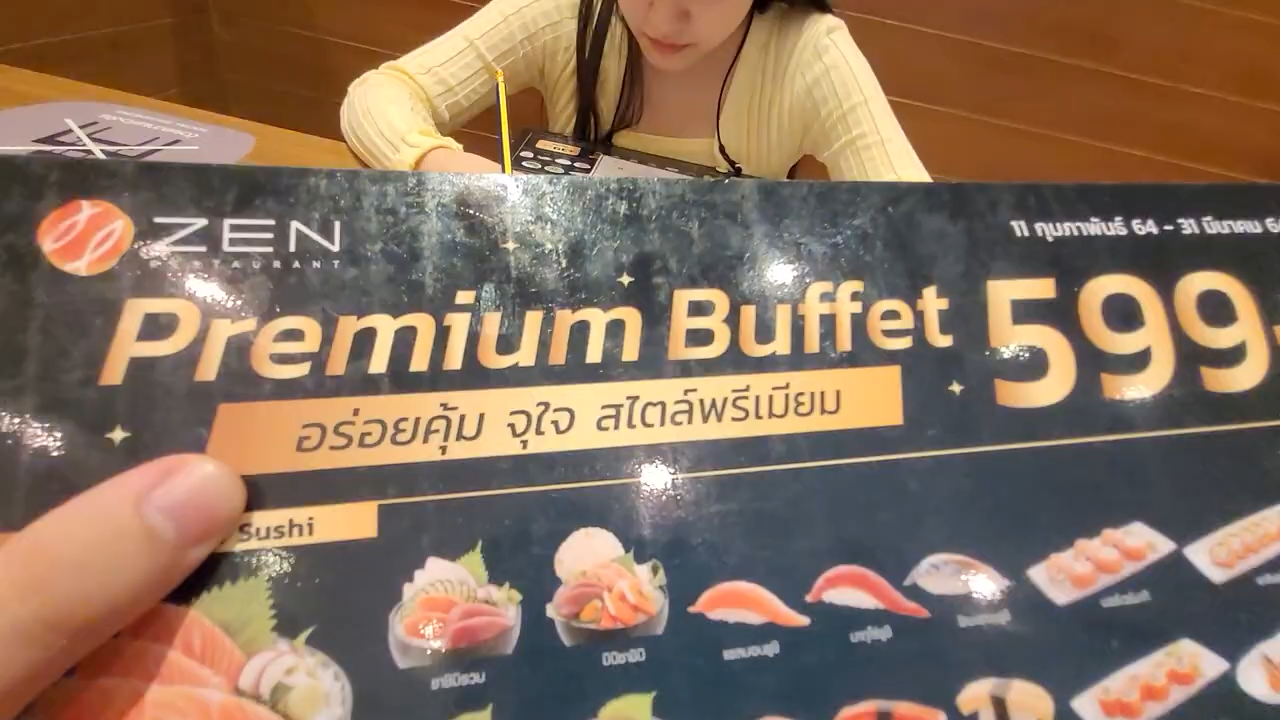 ZEN
RESTAURANT
11 กุมภาพันธ์ 64 - 31 มีนาคม 6
Premium Buffet 599.-
อร่อยคุ้ม จุใจ สไตล์พรีเมียม
Sushi